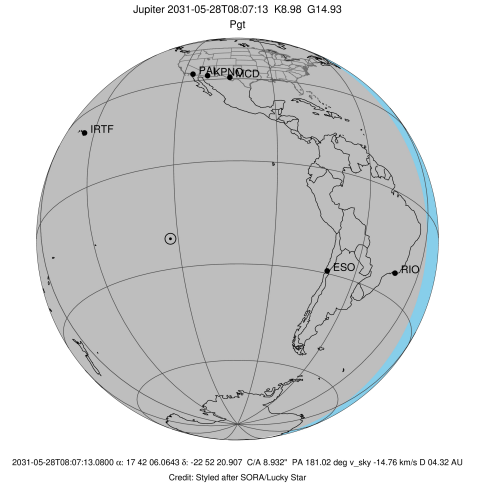 Jupiter 2031-05-28T08:07:13 K8.98 G14.93
Pgt
PAL KPNO MCD
IRTF
ESO
RIO
2031-05-28T08:07:13.0800 α: 17 42 06.0643 δ: -22 52 20.907 C/A 8.932" PA 181.02 deg v_sky -14.76 km/s D 04.32 AU
Credit: Styled after SORA/Lucky Star